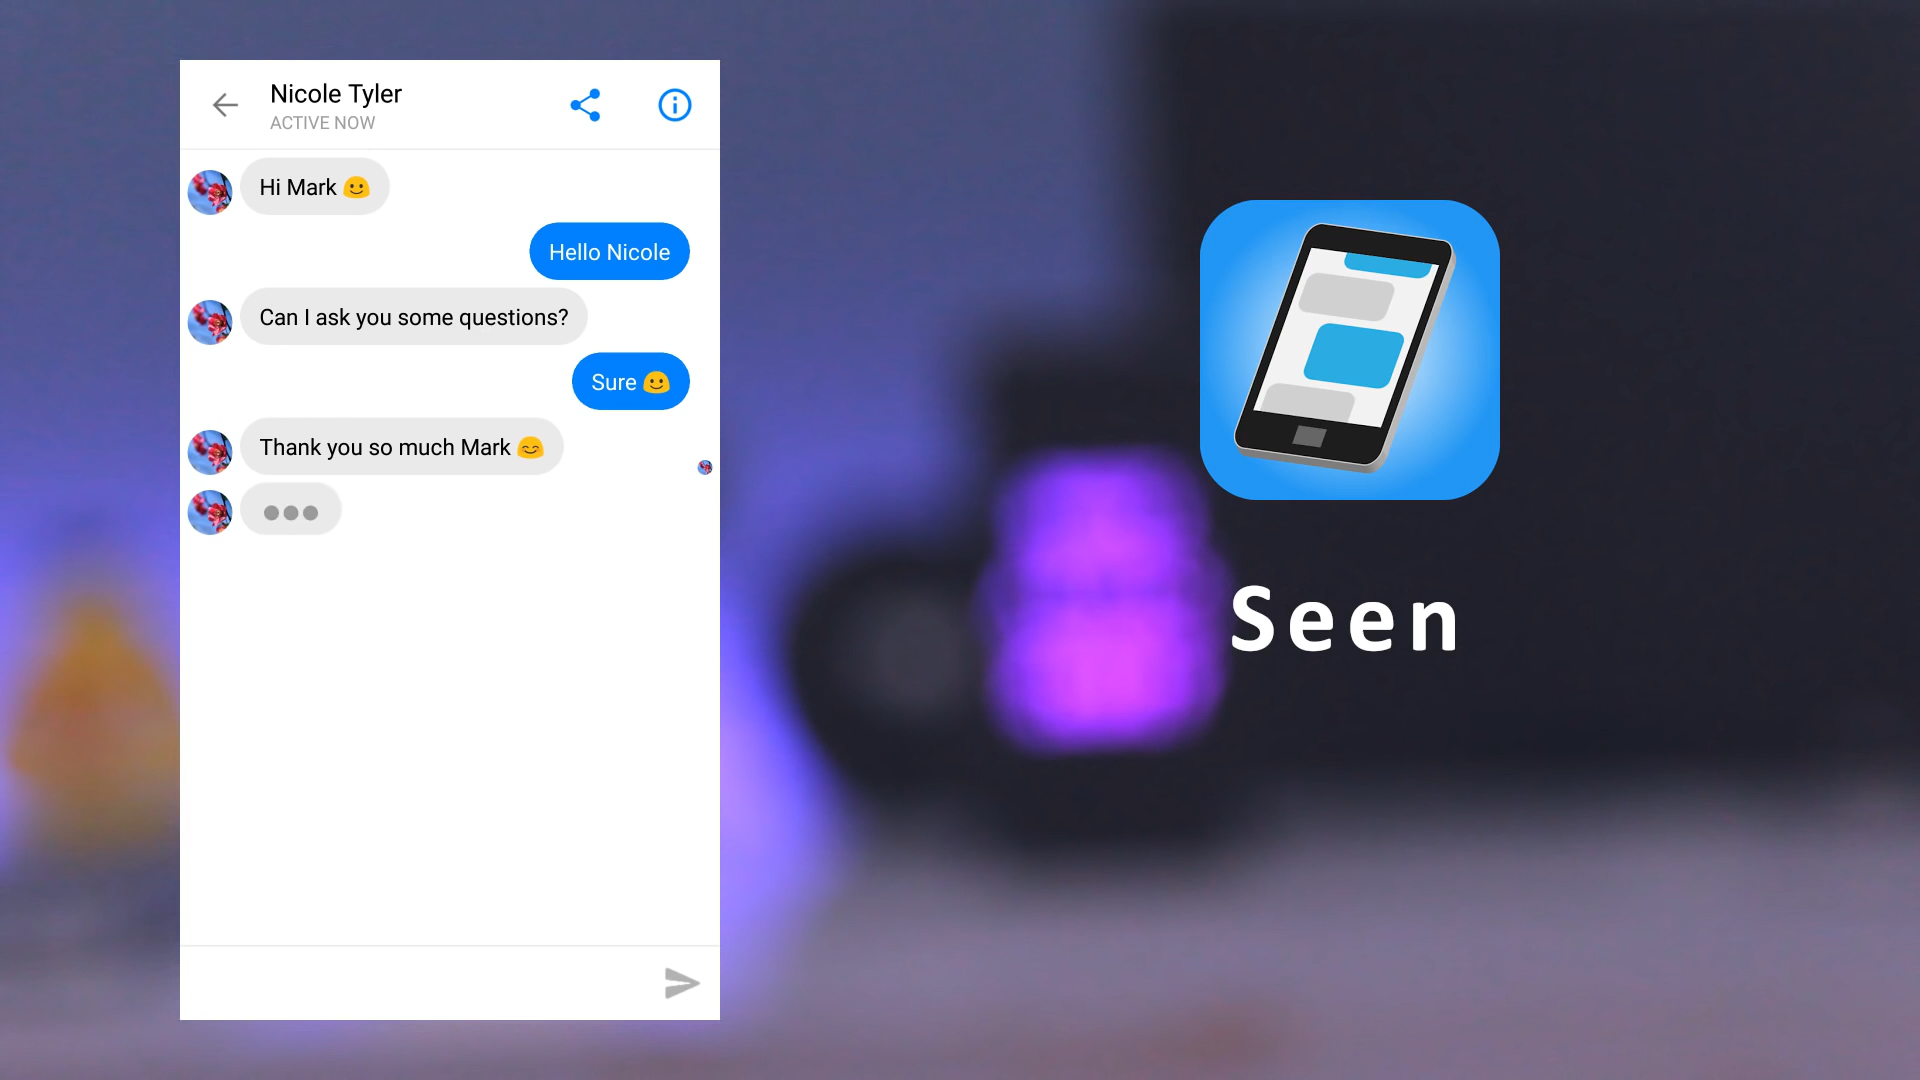 Nicole Tyler
ACTIVE NOW
Hi Mark 🙂
Hello Nicole
Can I ask you some questions?
Sure 🙂
Thank you so much Mark 😊
Seen